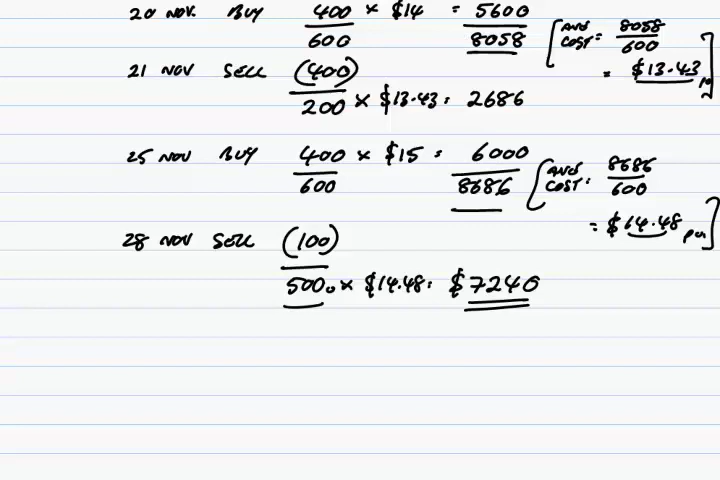 20 NOV. BUY 400 × $14 = 5600
600 8058 [AVG COST = 8058/600
= $13.43 pu]
21 NOV SELL (400)
200 × $13.43 = 2686
25 NOV BUY 400 × $15 = 6000
600 8686 [AVG COST = 8686/600
= $14.48 per]
28 NOV SELL (100)
500 × $14.48 = $7240